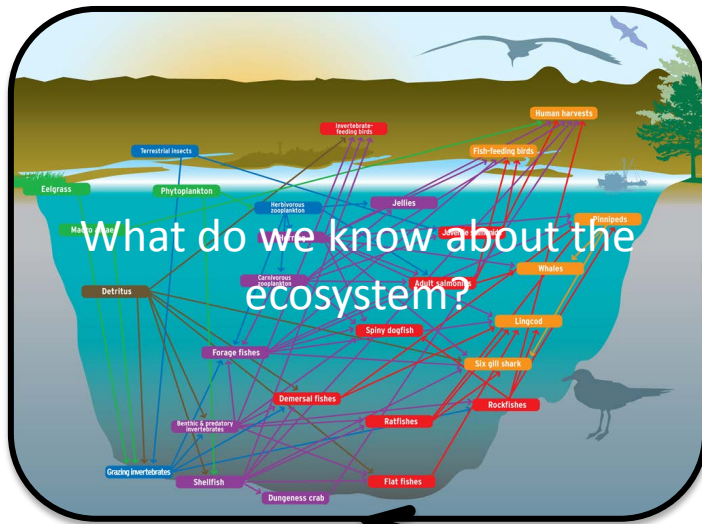 Human harvests
Invertebrate-
feeding birds
Terrestrial insects
Fish-feeding birds
Eelgrass
Phytoplankton
Herbivorous
zooplankton
Jellies
Pinnipeds
What do we know about the
ecosystem?
Whales
Carnivorous
zooplankton
Adult salmonids
Detritus
Lingcod
Spiny dogfish
Forage fishes
Six gill shark
Demersal fishes
Rockfishes
Benthic & predatory
invertebrates
Ratfishes
Grazing invertebrates
Shellfish
Flat fishes
Dungeness crab